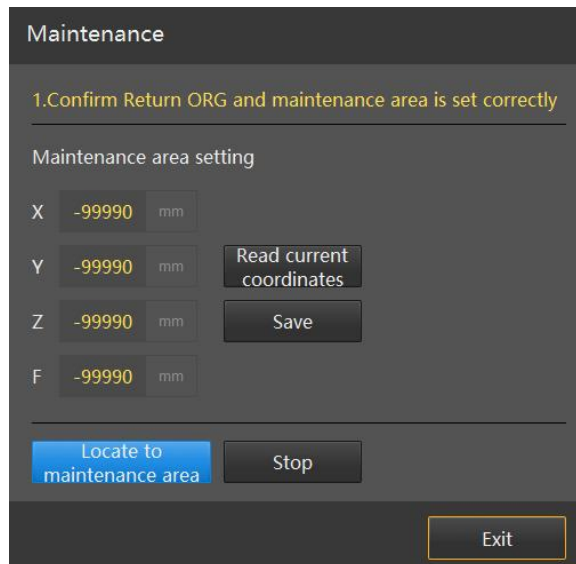 Maintenance
1.Confirm Return ORG and maintenance area is set correctly
Maintenance area setting
X -99990 mm
Y -99990 mm Read current
coordinates
Z -99990 mm Save
F -99990 mm
Locate to
maintenance area Stop
Exit